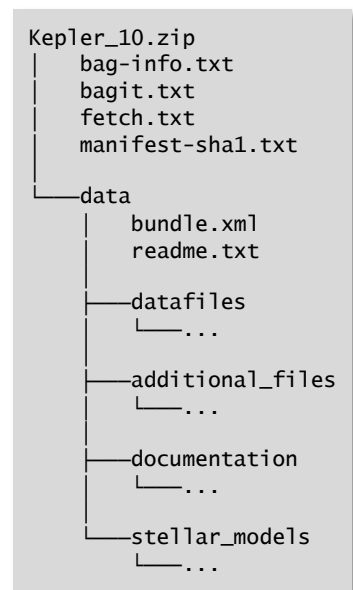 Kepler_10.zip
│   bag-info.txt
│   bagit.txt
│   fetch.txt
│   manifest-sha1.txt
│
└───data
    │   bundle.xml
    │   readme.txt
    │
    ├───datafiles
    │   └───...
    │
    ├───additional_files
    │   └───...
    │
    ├───documentation
    │   └───...
    │
    └───stellar_models
        └───...